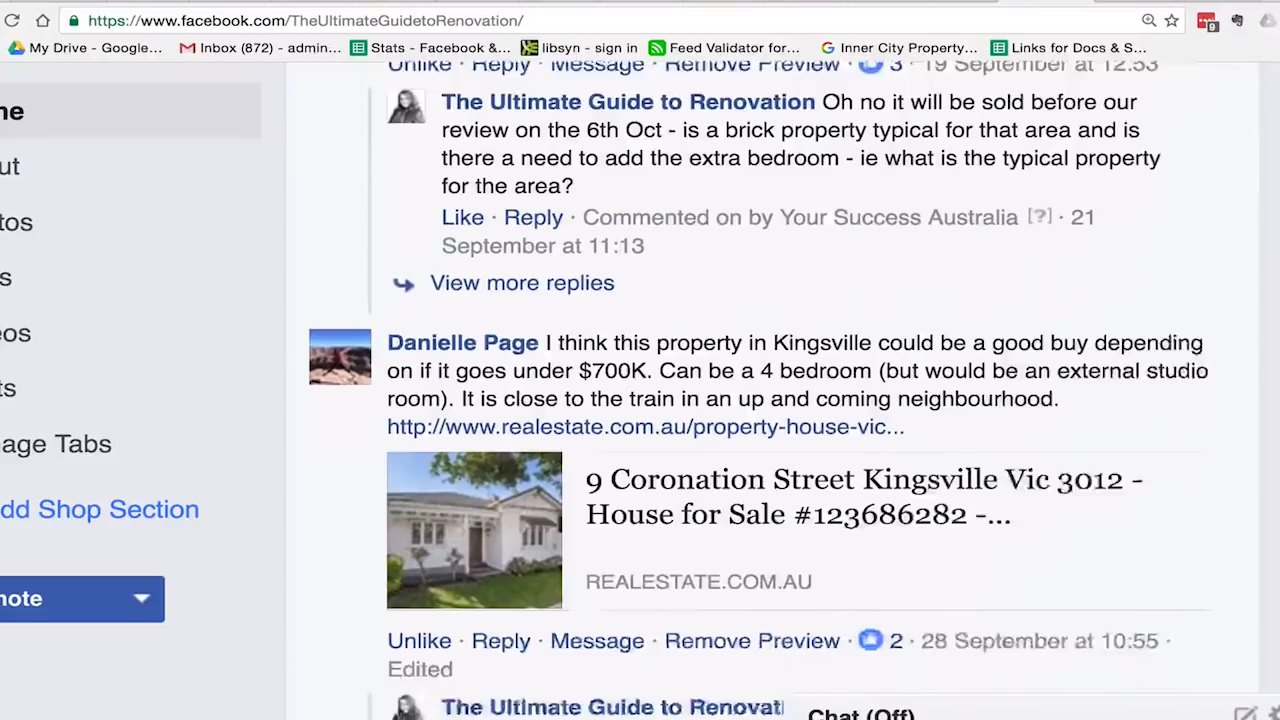 https://www.facebook.com/TheUltimateGuidetoRenovation/
9
My Drive - Google... Inbox (872) - admin... Stats - Facebook &... libsyn - sign in Feed Validator for... Inner City Property... Links for Docs & S...
Unlike · Reply · Message · Remove Preview · 3 · 19 September at 12:53
The Ultimate Guide to Renovation Oh no it will be sold before our
review on the 6th Oct - is a brick property typical for that area and is
there a need to add the extra bedroom - ie what is the typical property
for the area?
Like · Reply · Commented on by Your Success Australia [?] · 21
September at 11:13
View more replies
Danielle Page I think this property in Kingsville could be a good buy depending
on if it goes under $700K. Can be a 4 bedroom (but would be an external studio
room). It is close to the train in an up and coming neighbourhood.
http://www.realestate.com.au/property-house-vic...
9 Coronation Street Kingsville Vic 3012 -
House for Sale #123686282 -...
REALESTATE.COM.AU
Unlike · Reply · Message · Remove Preview · 2 · 28 September at 10:55 ·
Edited
The Ultimate Guide to Renovati
Chat (Off)
ne
ut
tos
s
eos
ts
nage Tabs
dd Shop Section
note